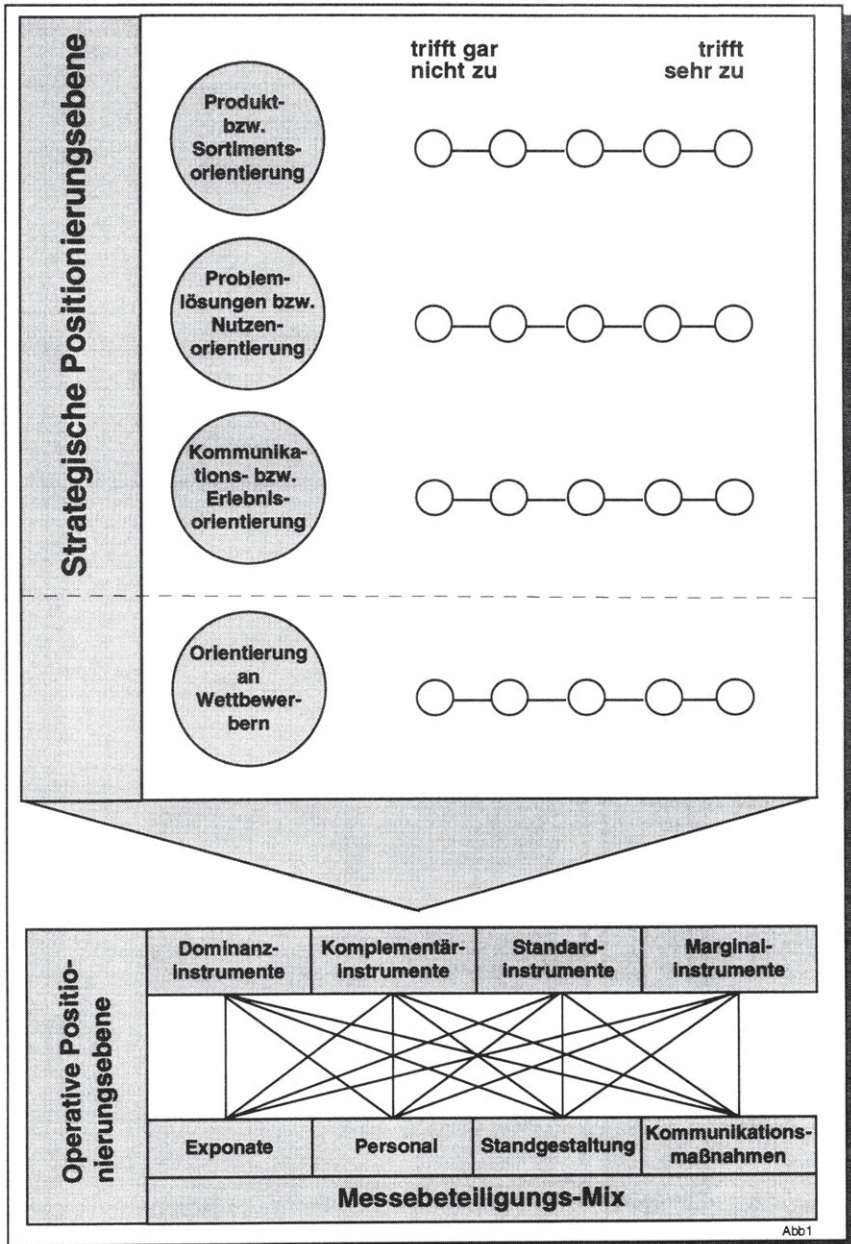 Strategische Positionierungsebene
trifft gar
nicht zu
trifft
sehr zu
Produkt-
bzw.
Sortiments-
orientierung
Problem-
lösungen bzw.
Nutzen-
orientierung
Kommunika-
tions- bzw.
Erlebnis-
orientierung
Orientierung
an
Wettbewer-
bern
Operative Positio-
nierungsebene
Dominanz-
instrumente
Komplementär-
instrumente
Standard-
instrumente
Marginal-
instrumente
Exponate
Personal
Standgestaltung
Kommunikations-
maßnahmen
Messebeteiligungs-Mix
Abb1